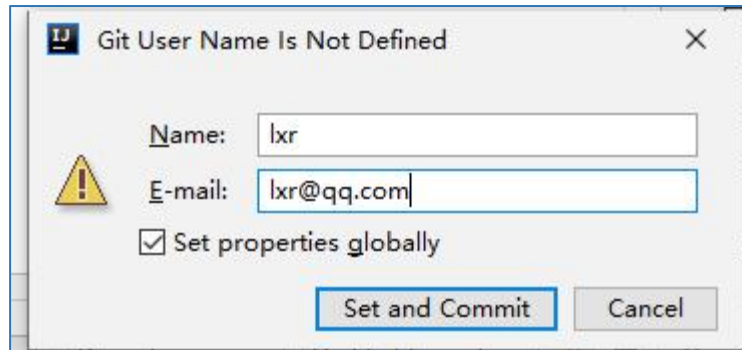 IJ Git User Name Is Not Defined
Name: lxr
E-mail: lxr@qq.com
Set properties globally
Set and Commit Cancel